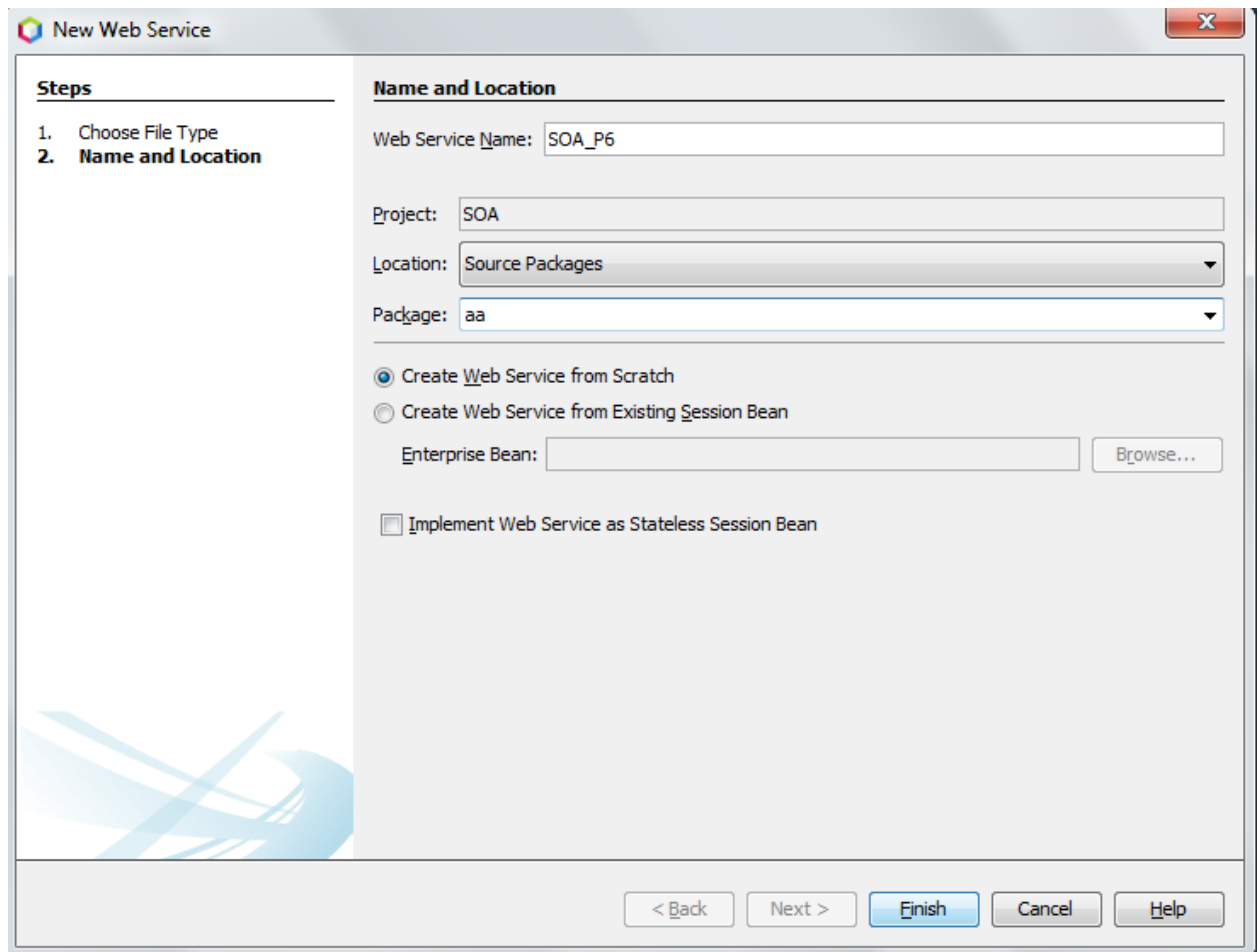 New Web Service
Steps
1. Choose File Type
2. Name and Location
Name and Location
Web Service Name: SOA_P6
Project: SOA
Location: Source Packages
Package: aa
Create Web Service from Scratch
Create Web Service from Existing Session Bean
Enterprise Bean: Browse...
Implement Web Service as Stateless Session Bean
< Back Next > Finish Cancel Help